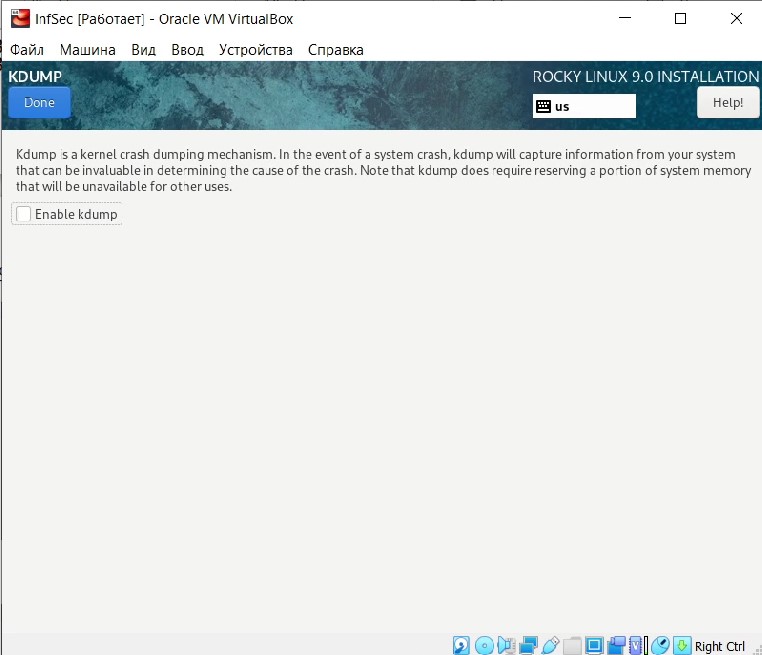 InfSec [Работает] - Oracle VM VirtualBox
Файл Машина Вид Ввод Устройства Справка
KDUMP
ROCKY LINUX 9.0 INSTALLATION
Done
us
Help!
Kdump is a kernel crash dumping mechanism. In the event of a system crash, kdump will capture information from your system
that can be invaluable in determining the cause of the crash. Note that kdump does require reserving a portion of system memory
that will be unavailable for other uses.
Enable kdump
Right Ctrl